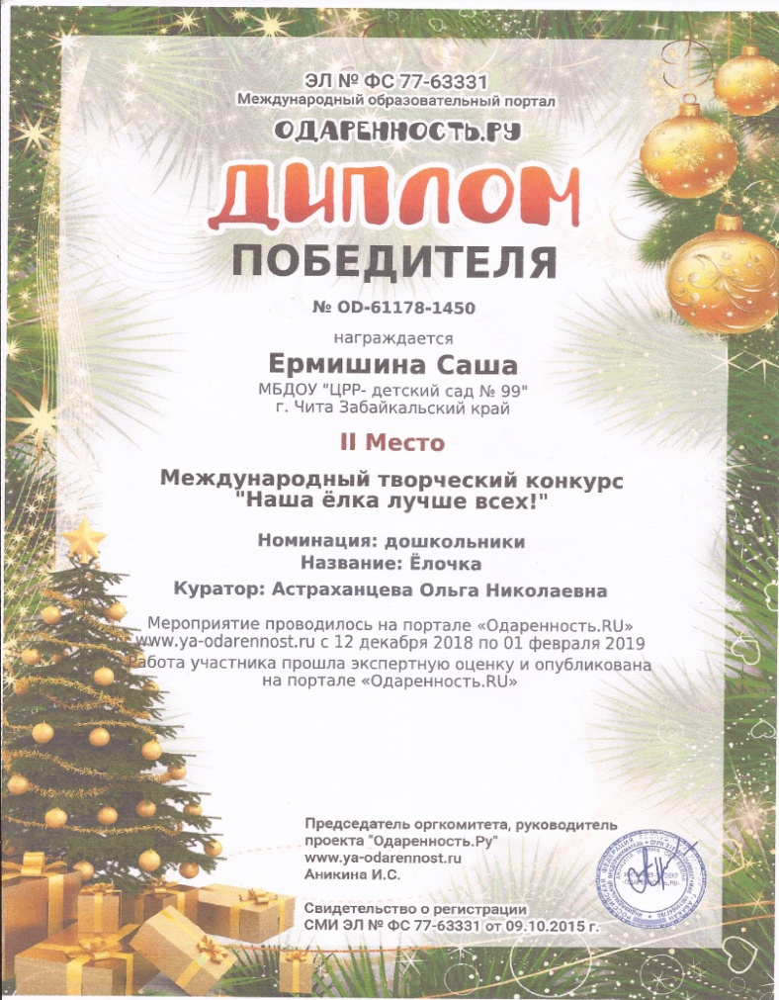 ЭЛ № ФС 77-63331
Международный образовательный портал
ОДАРЕННОСТЬ.РУ
ДИПЛОМ
ПОБЕДИТЕЛЯ
№ OD-61178-1450
награждается
Ермишина Саша
МБДОУ "ЦРР- детский сад № 99"
г. Чита Забайкальский край
II Место
Международный творческий конкурс
"Наша ёлка лучше всех!"
Номинация: дошкольники
Название: Ёлочка
Куратор: Астраханцева Ольга Николаевна
Мероприятие проводилось на портале «Одаренность.RU»
www.ya-odarennost.ru с 12 декабря 2018 по 01 февраля 2019
Работа участника прошла экспертную оценку и опубликована
на портале «Одаренность.RU»
Председатель оргкомитета, руководитель
проекта "Одаренность.Ру"
www.ya-odarennost.ru
Аникина И.С.
Свидетельство о регистрации
СМИ ЭЛ № ФС 77-63331 от 09.10.2015 г.